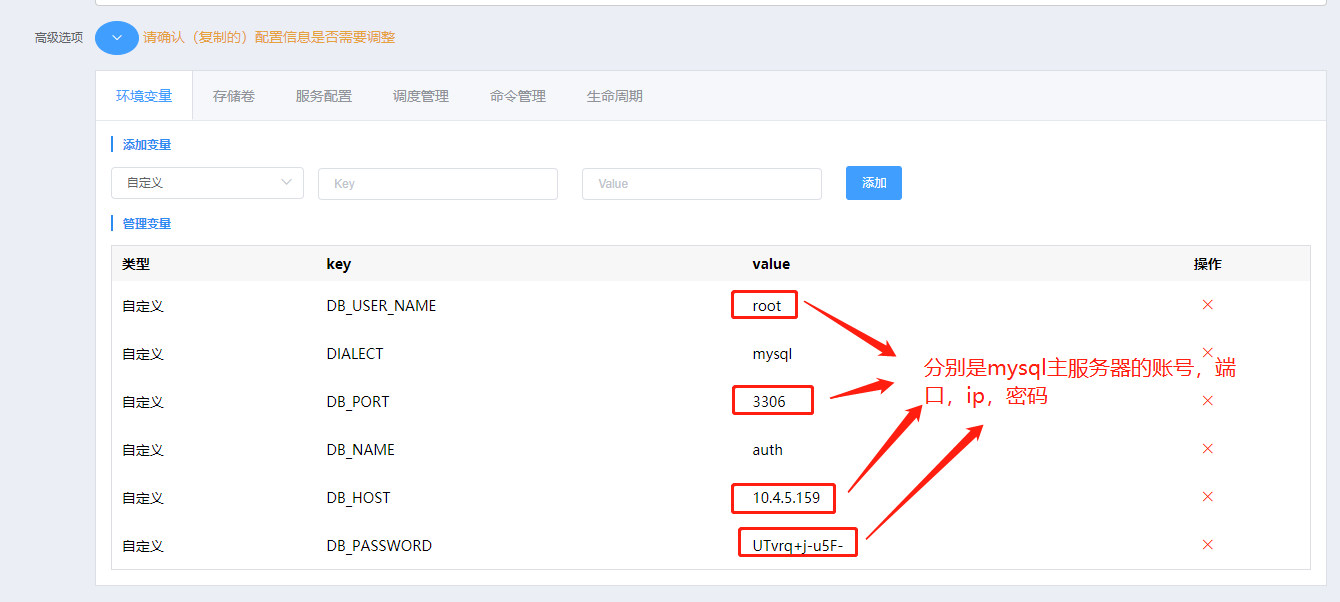 高级选项 请确认（复制的）配置信息是否需要调整
环境变量 存储卷 服务配置 调度管理 命令管理 生命周期
添加变量
自定义 Key Value 添加
管理变量
类型 key value 操作
自定义 DB_USER_NAME root
自定义 DIALECT mysql
自定义 DB_PORT 3306
自定义 DB_NAME auth
自定义 DB_HOST 10.4.5.159
自定义 DB_PASSWORD UTvrq+j-u5F-
分别是mysql主服务器的账号，端
口，ip，密码